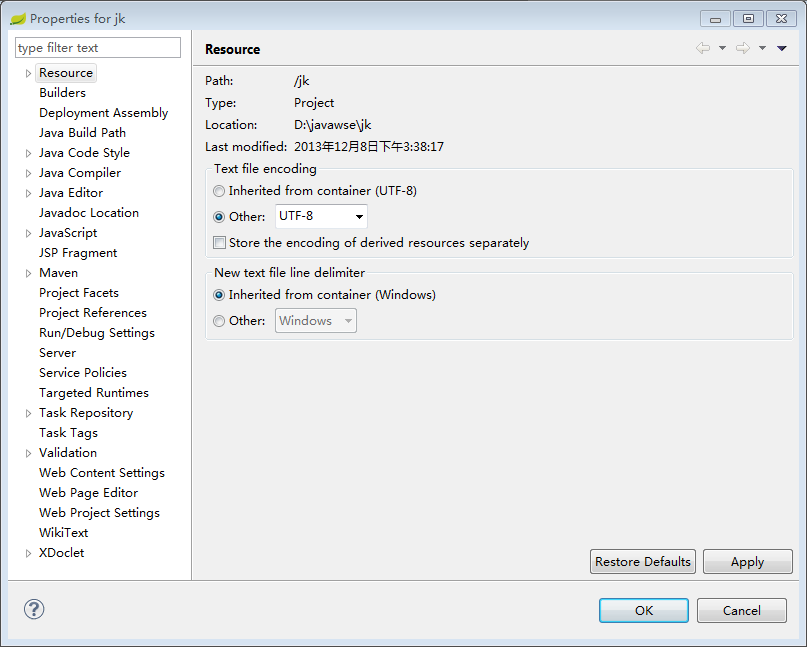 Properties for jk
type filter text
Resource
Builders
Deployment Assembly
Java Build Path
Java Code Style
Java Compiler
Java Editor
Javadoc Location
JavaScript
JSP Fragment
Maven
Project Facets
Project References
Run/Debug Settings
Server
Service Policies
Targeted Runtimes
Task Repository
Task Tags
Validation
Web Content Settings
Web Page Editor
Web Project Settings
WikiText
XDoclet
Resource
Path: /jk
Type: Project
Location: D:\javawse\jk
Last modified: 2013年12月8日下午3:38:17
Text file encoding
Inherited from container (UTF-8)
Other: UTF-8
Store the encoding of derived resources separately
New text file line delimiter
Inherited from container (Windows)
Other: Windows
Restore Defaults Apply
? OK Cancel